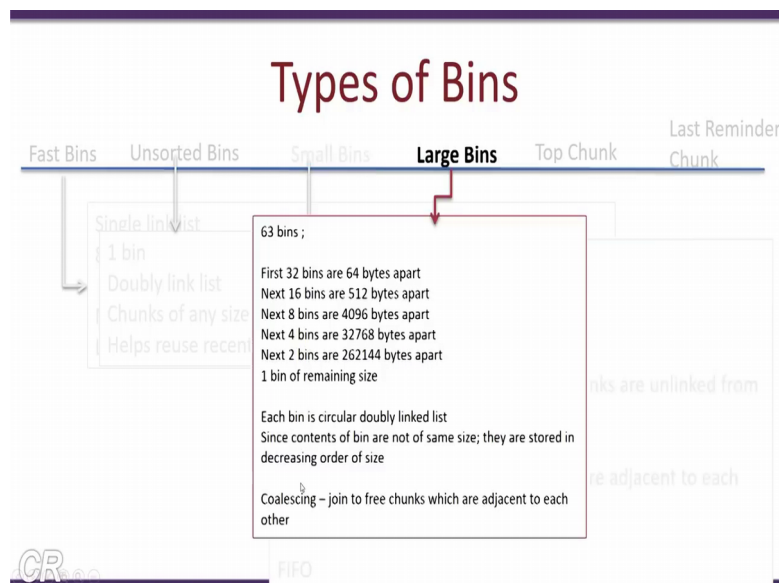 Types of Bins
Fast Bins
Unsorted Bins
Small Bins
Large Bins
Top Chunk
Last Reminder
Chunk
Single link list
1 bin
Doubly link list
Chunks of any size
Helps reuse recent
63 bins ;
First 32 bins are 64 bytes apart
Next 16 bins are 512 bytes apart
Next 8 bins are 4096 bytes apart
Next 4 bins are 32768 bytes apart
Next 2 bins are 262144 bytes apart
1 bin of remaining size
Each bin is circular doubly linked list
Since contents of bin are not of same size; they are stored in
decreasing order of size
Coalescing – join to free chunks which are adjacent to each
other
nks are unlinked from
re adjacent to each
FIFO
CR